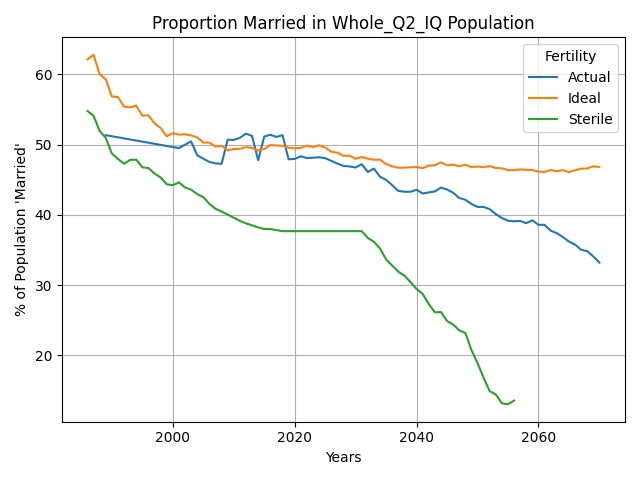 Proportion Married in Whole_Q2_IQ Population
Fertility
Actual
Ideal
Sterile
% of Population 'Married'
60
50
40
30
20
2000
2020
2040
2060
Years